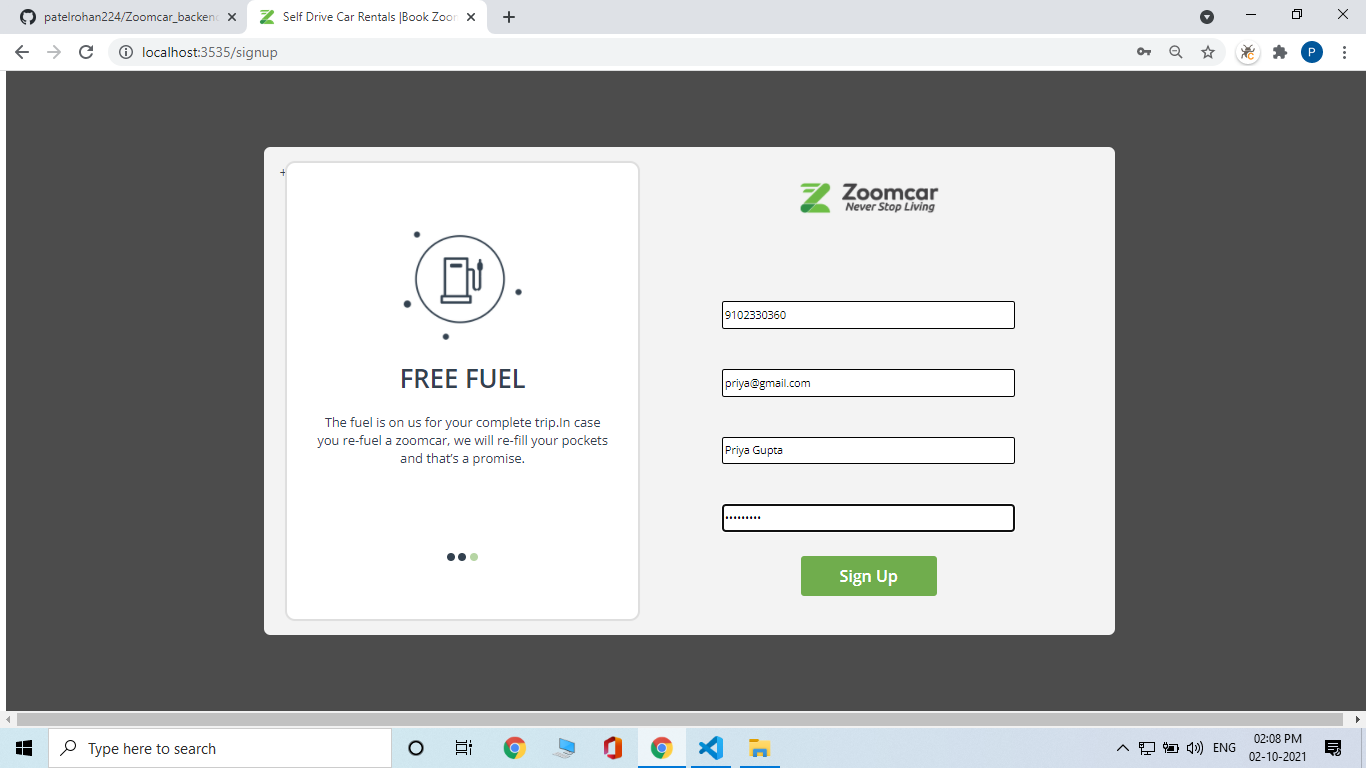 patelrohan224/Zoomcar_backend
Self Drive Car Rentals |Book Zoom
localhost:3535/signup
P
+
FREE FUEL
The fuel is on us for your complete trip.In case
you re-fuel a zoomcar, we will re-fill your pockets
and that's a promise.
Zoomcar
Never Stop Living
9102330360
priya@gmail.com
Priya Gupta
•••••••••
Sign Up
Type here to search
ENG
02:08 PM
02-10-2021